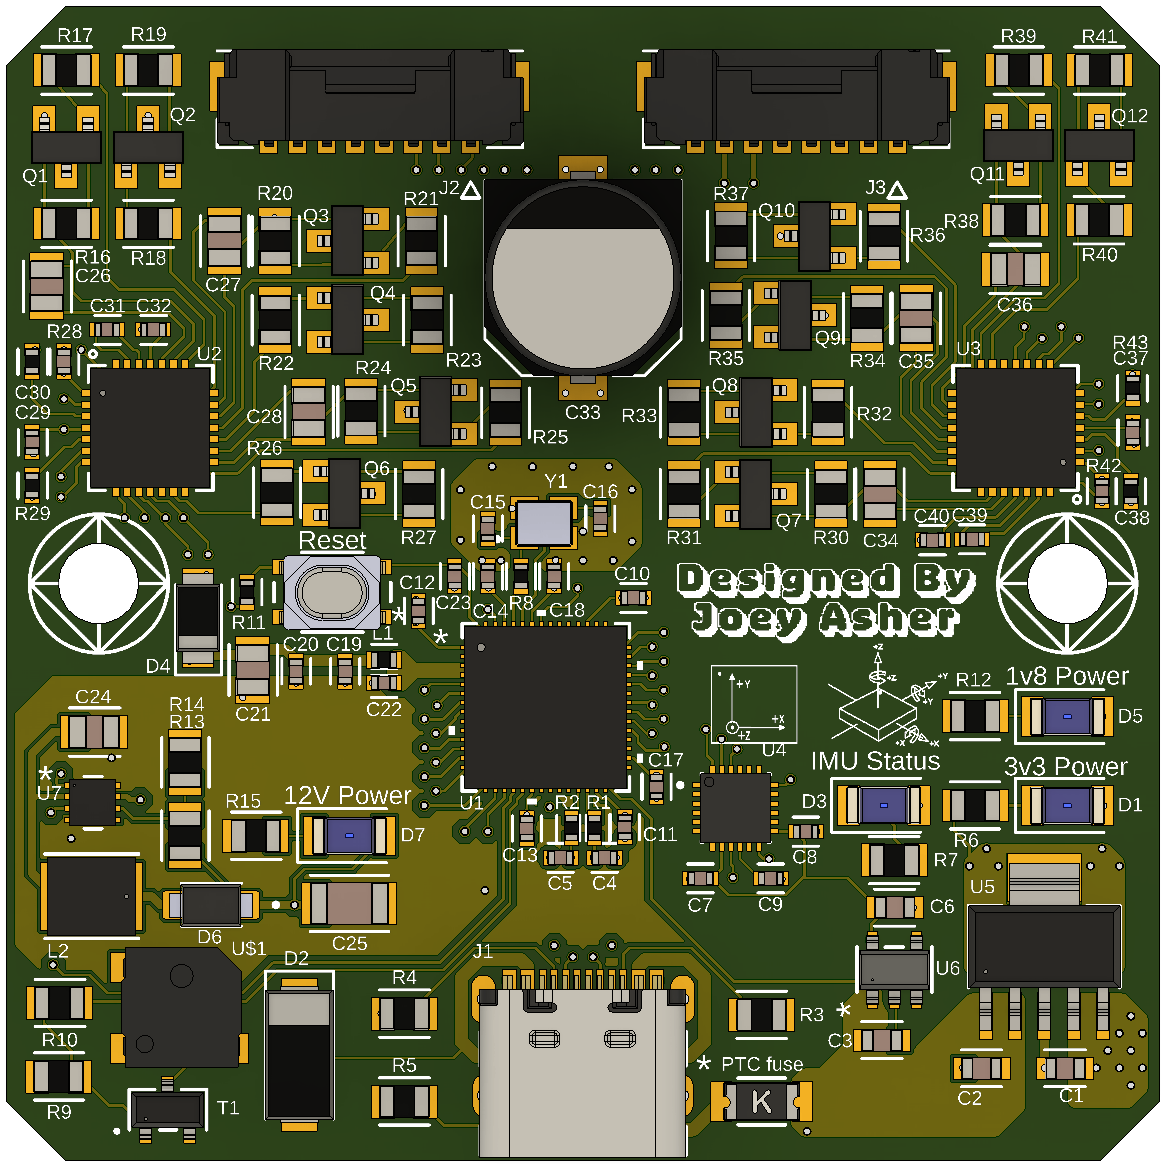 R17 R19 R39 R41
Q2 Q12
Q1 Q11
J2 J3
R20 R21 R37
Q3 Q10 R38
R16 R18 R36 R40
C26 C27 C36
C31 C32 Q4 Q9
R28 U2 R22 R23 R35 R34 C35 U3 R43
C37
C30 R24
C29 C28 Q5 C33 R33 Q8 R32
R26 R25
Q6 Y1 R42
R29 C15 C16 C38
R27 R31 Q7 R30 C34 C40 C39
Reset
C12 C23 C14 R8 C18 C10
Designed By
Joey Asher
R11
D4 C20 C19 L1
C21 C22
+Z
+Z
+Y
+Y
+X
+Z
+Y
+X
+X
R12 1v8 Power
D5
C24 R14
R13
U4
IMU Status
* U7
C17
3v3 Power
R15 12V Power
D7
U1 R2 R1
D3 D1
C13 C11 C8 R6
R7
C5 C4
C7 C9 U5
C6
L2 D6 C25
U$1
D2 J1 U6
R4
R10 R3 * C3
R5 * PTC fuse
K
R9 T1 C2 C1